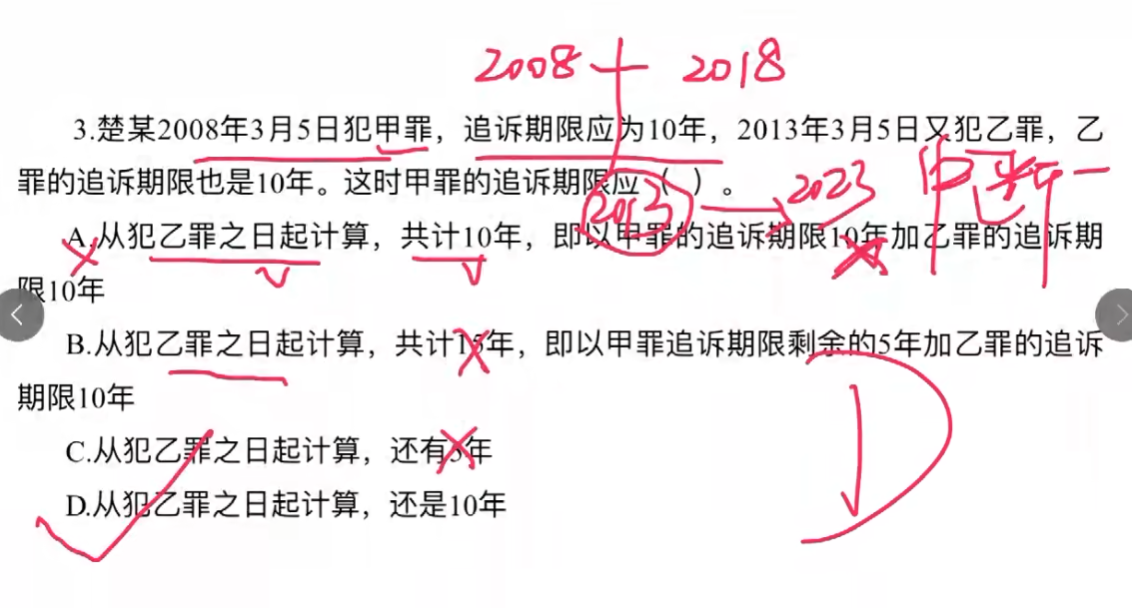 2008 2018
3.楚某2008年3月5日犯甲罪，追诉期限应为10年，2013年3月5日又犯乙罪，乙
罪的追诉期限也是10年。这时甲罪的追诉期限应（ ）。
2013 2023 中断
A.从犯乙罪之日起计算，共计10年，即以甲罪的追诉期限10年加乙罪的追诉期
限10年
B.从犯乙罪之日起计算，共计15年，即以甲罪追诉期限剩余的5年加乙罪的追诉
期限10年
C.从犯乙罪之日起计算，还有5年
D.从犯乙罪之日起计算，还是10年
D